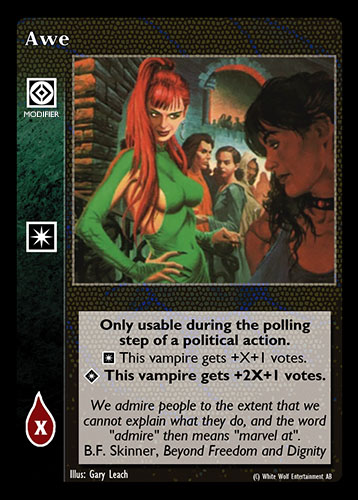 Awe
MODIFIER
Only usable during the polling
step of a political action.
This vampire gets +X+1 votes.
This vampire gets +2X+1 votes.
We admire people to the extent that we
cannot explain what they do, and the word
"admire" then means "marvel at".
B.F. Skinner, Beyond Freedom and Dignity
X
Illus: Gary Leach
(C) White Wolf Entertainment AB